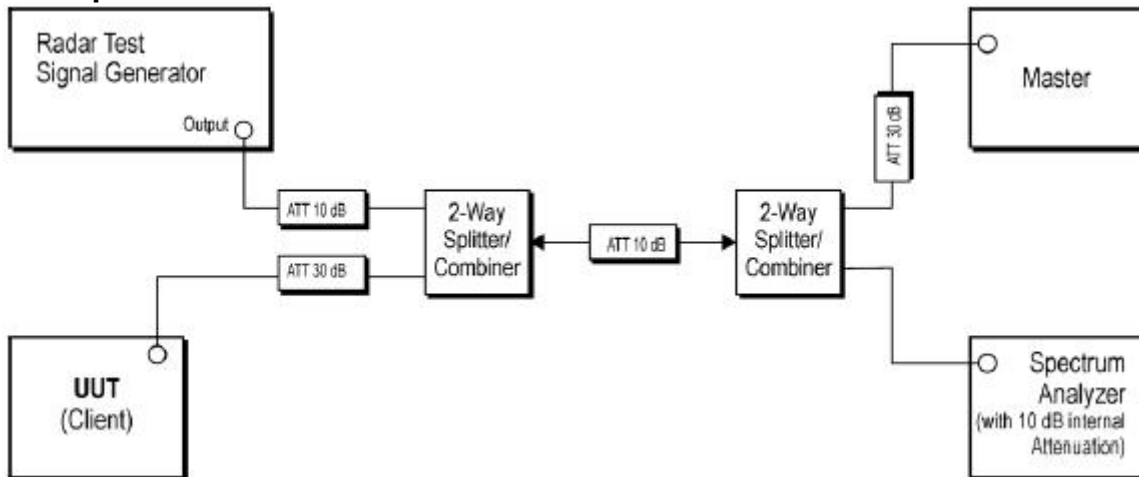 Radar Test
Signal Generator
Output
ATT 10 dB
ATT 30 dB
2-Way
Splitter/
Combiner
ATT 10 dB
2-Way
Splitter/
Combiner
ATT 30 dB
Master
UUT
(Client)
Spectrum
Analyzer
(with 10 dB internal
Attenuation)